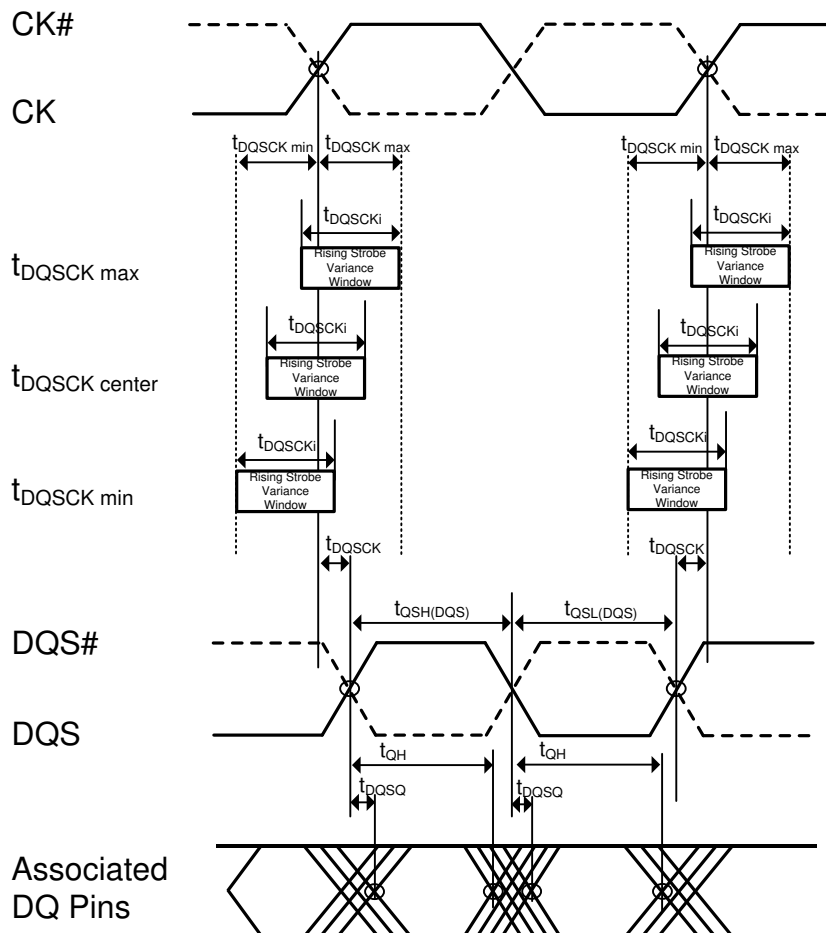 CK#
CK
tDQSCK min tDQSCK max tDQSCK min tDQSCK max
tDQSCKi tDQSCKi
tDQSCK max
Rising Strobe
Variance
Window
Rising Strobe
Variance
Window
tDQSCKi tDQSCKi
tDQSCK center
Rising Strobe
Variance
Window
Rising Strobe
Variance
Window
tDQSCKi tDQSCKi
tDQSCK min
Rising Strobe
Variance
Window
Rising Strobe
Variance
Window
tDQSCK tDQSCK
tQSH(DQS) tQSL(DQS)
DQS#
DQS
tQH tQH
tDQSQ tDQSQ
Associated
DQ Pins